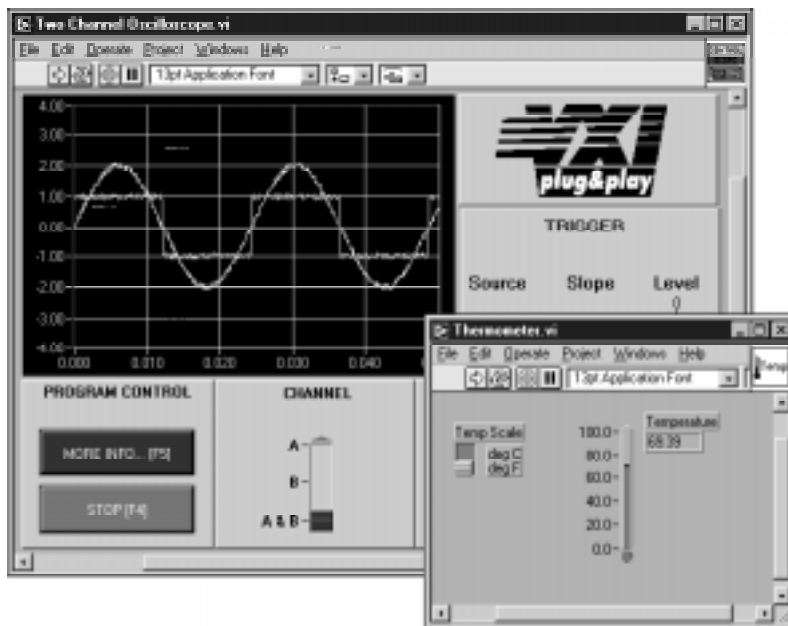 Two Channel Oscilloscope.vi
File Edit Operate Project Windows Help
13pt Application Font
4.00
3.00
2.00
1.00
0.00
-1.00
-2.00
-3.00
-4.00
0.000 0.010 0.020 0.030 0.040
VXI
plug&play
TRIGGER
Source Slope Level
0
PROGRAM CONTROL
MORE INFO... [F5]
STOP [F4]
CHANNEL
A
B
A & B
Thermometer.vi
File Edit Operate Project Windows Help
13pt Application Font
Temp
Temp Scale
deg C
deg F
100.0
80.0
60.0
40.0
20.0
0.0
Temperature
69.39